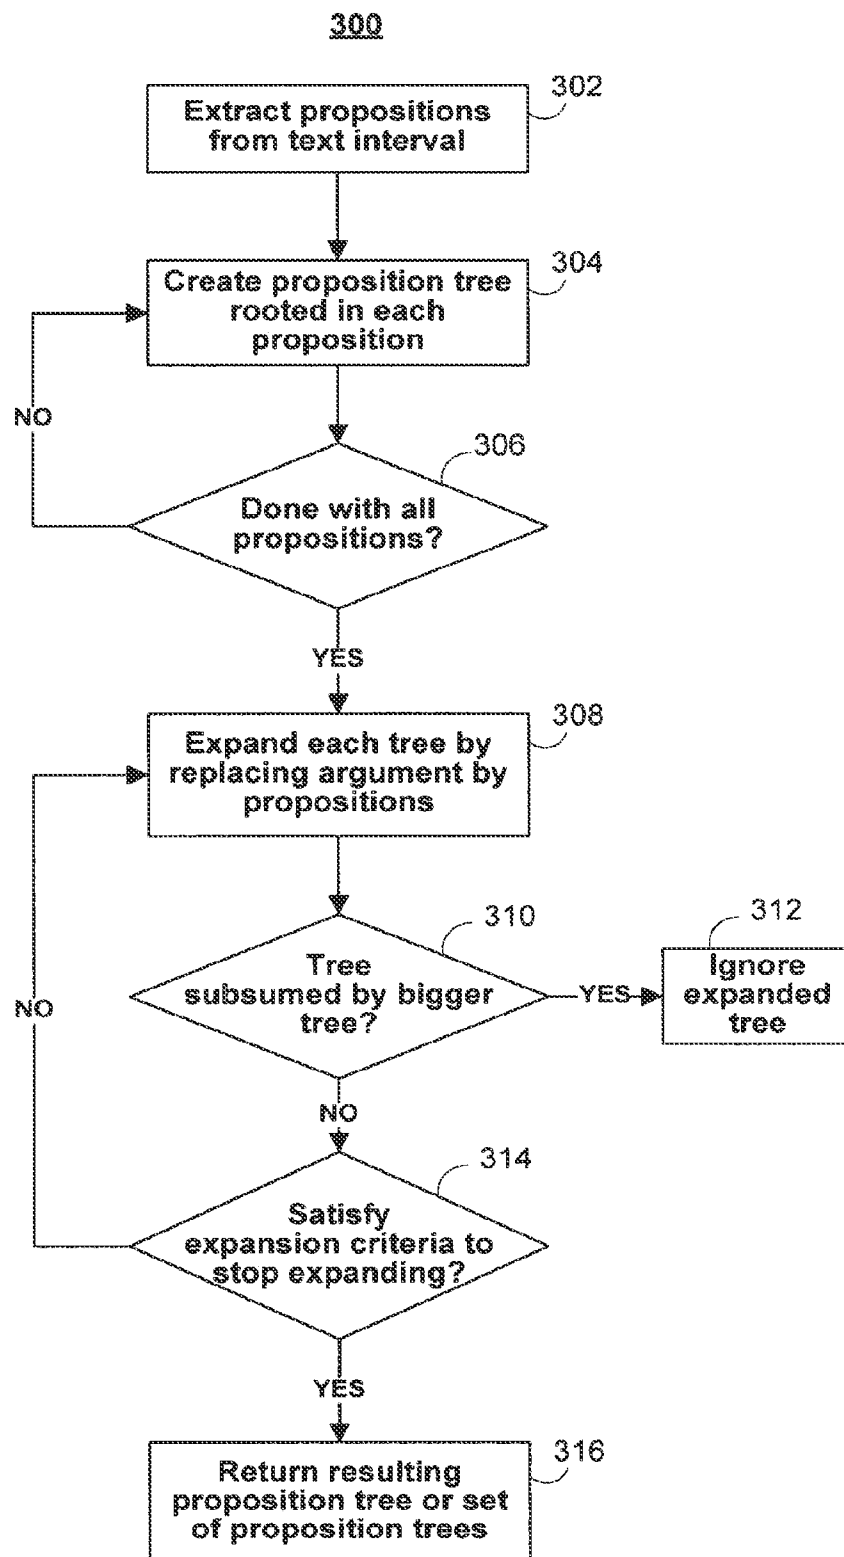 300
302
Extract propositions
from text interval
304
Create proposition tree
rooted in each
proposition
NO
306
Done with all
propositions?
YES
308
Expand each tree by
replacing argument by
propositions
310
312
Tree
subsumed by bigger
tree?
YES
Ignore
expanded
tree
NO
NO
314
Satisfy
expansion criteria to
stop expanding?
YES
316
Return resulting
proposition tree or set
of proposition trees